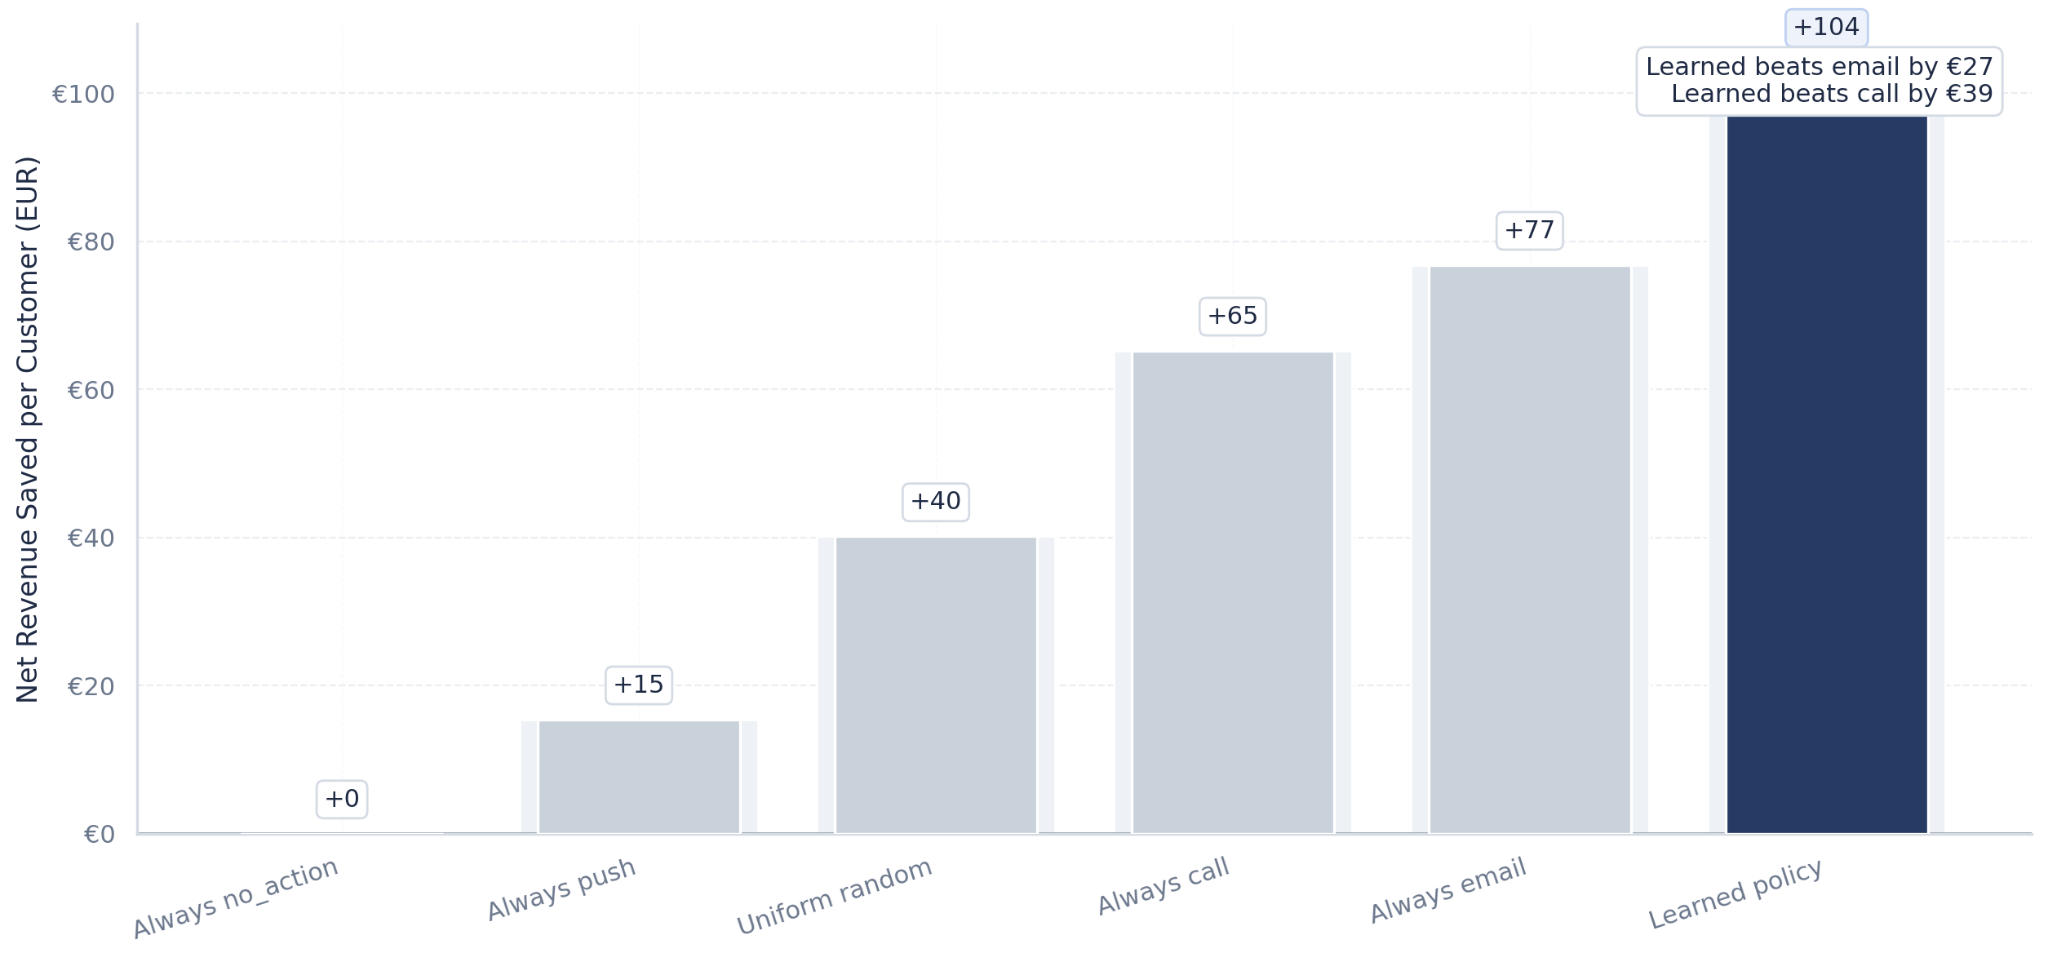 +104
Learned beats email by €27
Learned beats call by €39
€100
€80
€60
€40
€20
€0
Net Revenue Saved per Customer (EUR)
+77
+65
+40
+15
+0
Always no_action
Always push
Uniform random
Always call
Always email
Learned policy